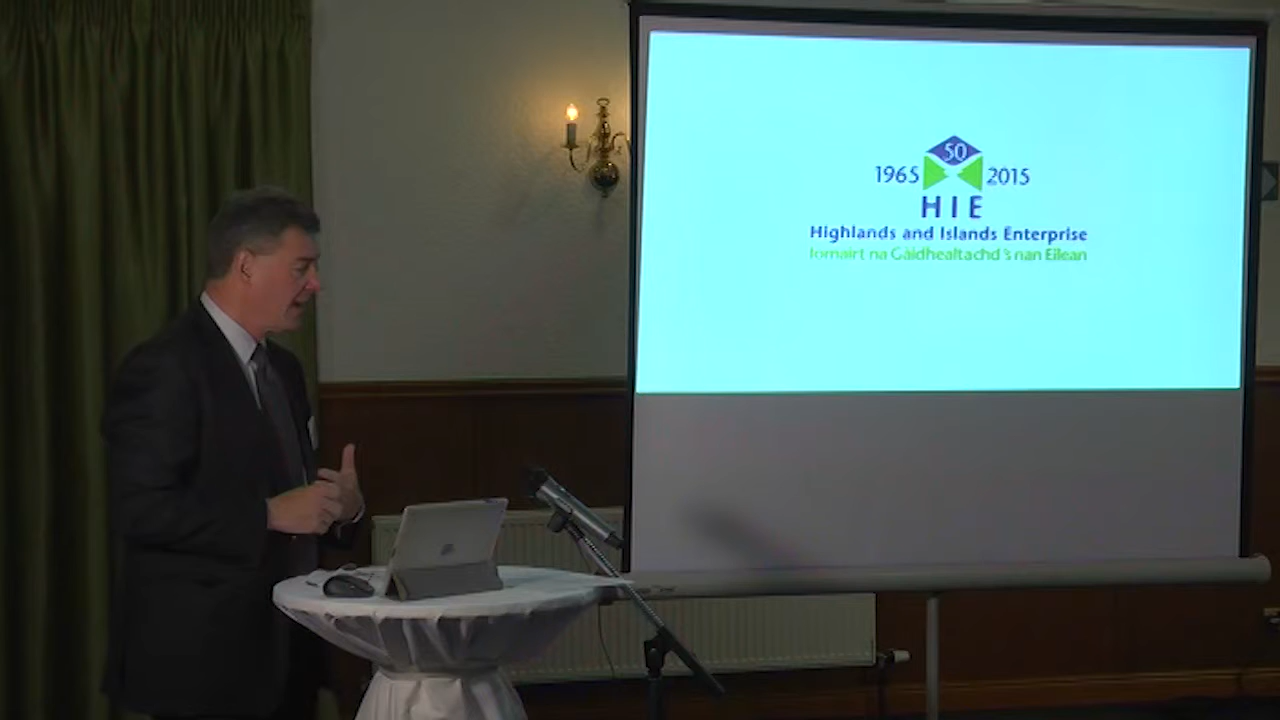 50
1965 2015
HIE
Highlands and Islands Enterprise
Iomairt na Gàidhealtachd 's nan Eilean